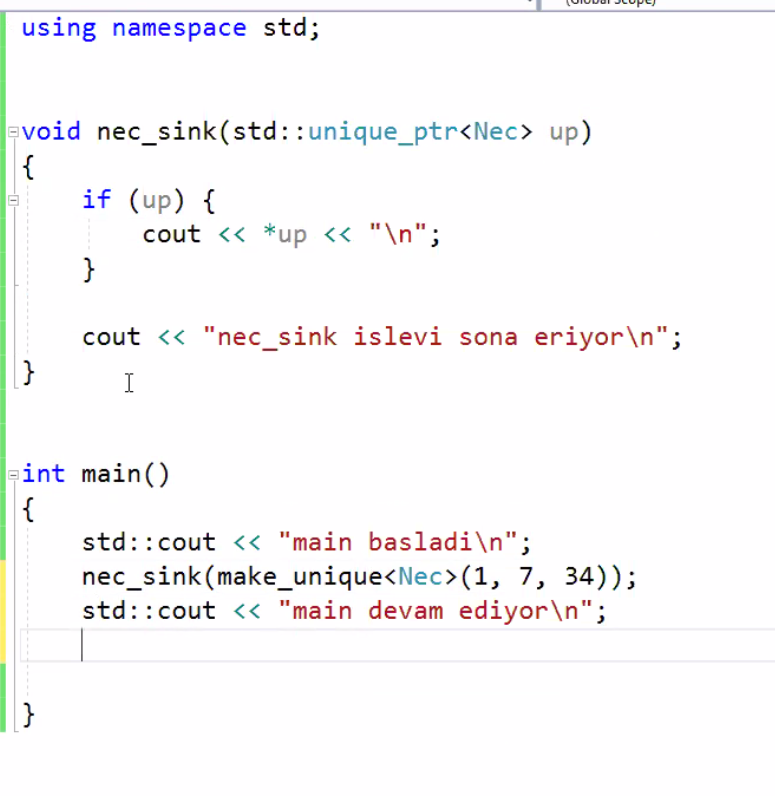 (Global Scope)
using namespace std;
void nec_sink(std::unique_ptr<Nec> up)
{
    if (up) {
        cout << *up << "\n";
    }
    cout << "nec_sink islevi sona eriyor\n";
}
int main()
{
    std::cout << "main basladi\n";
    nec_sink(make_unique<Nec>(1, 7, 34));
    std::cout << "main devam ediyor\n";
}